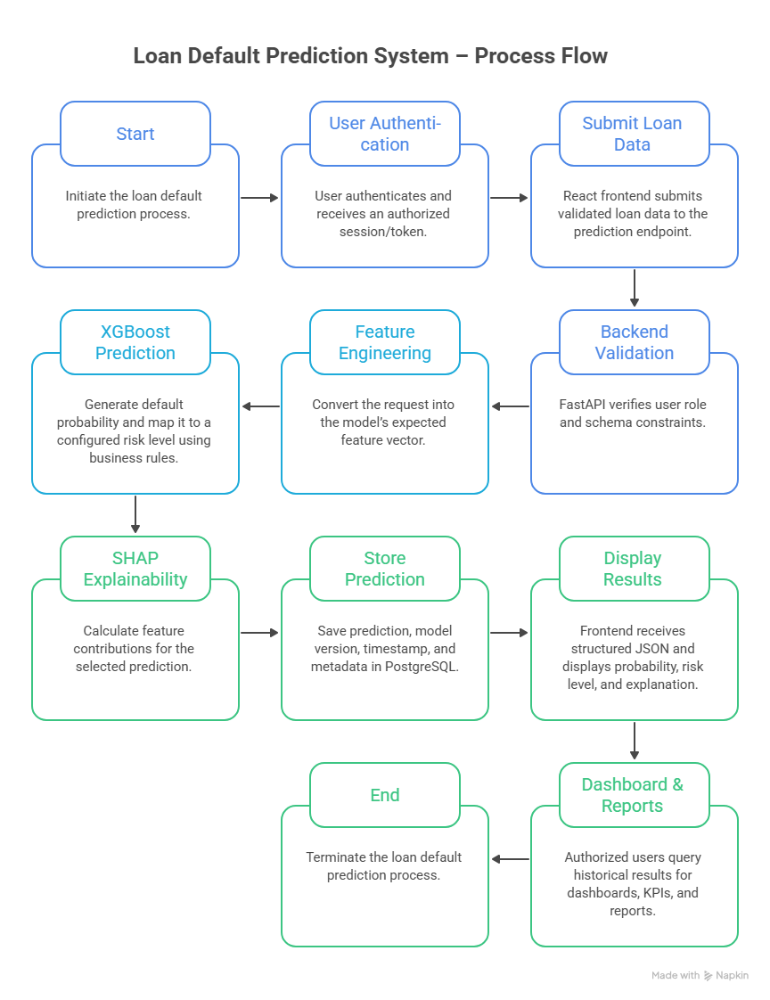 Loan Default Prediction System – Process Flow
Start
Initiate the loan default
prediction process.
User Authenti-
cation
User authenticates and
receives an authorized
session/token.
Submit Loan
Data
React frontend submits
validated loan data to the
prediction endpoint.
Backend
Validation
FastAPI verifies user role
and schema constraints.
Feature
Engineering
Convert the request into
the model's expected
feature vector.
XGBoost
Prediction
Generate default
probability and map it to a
configured risk level using
business rules.
SHAP
Explainability
Calculate feature
contributions for the
selected prediction.
Store
Prediction
Save prediction, model
version, timestamp, and
metadata in PostgreSQL.
Display
Results
Frontend receives
structured JSON and
displays probability, risk
level, and explanation.
Dashboard &
Reports
Authorized users query
historical results for
dashboards, KPIs, and
reports.
End
Terminate the loan default
prediction process.
Made with Napkin